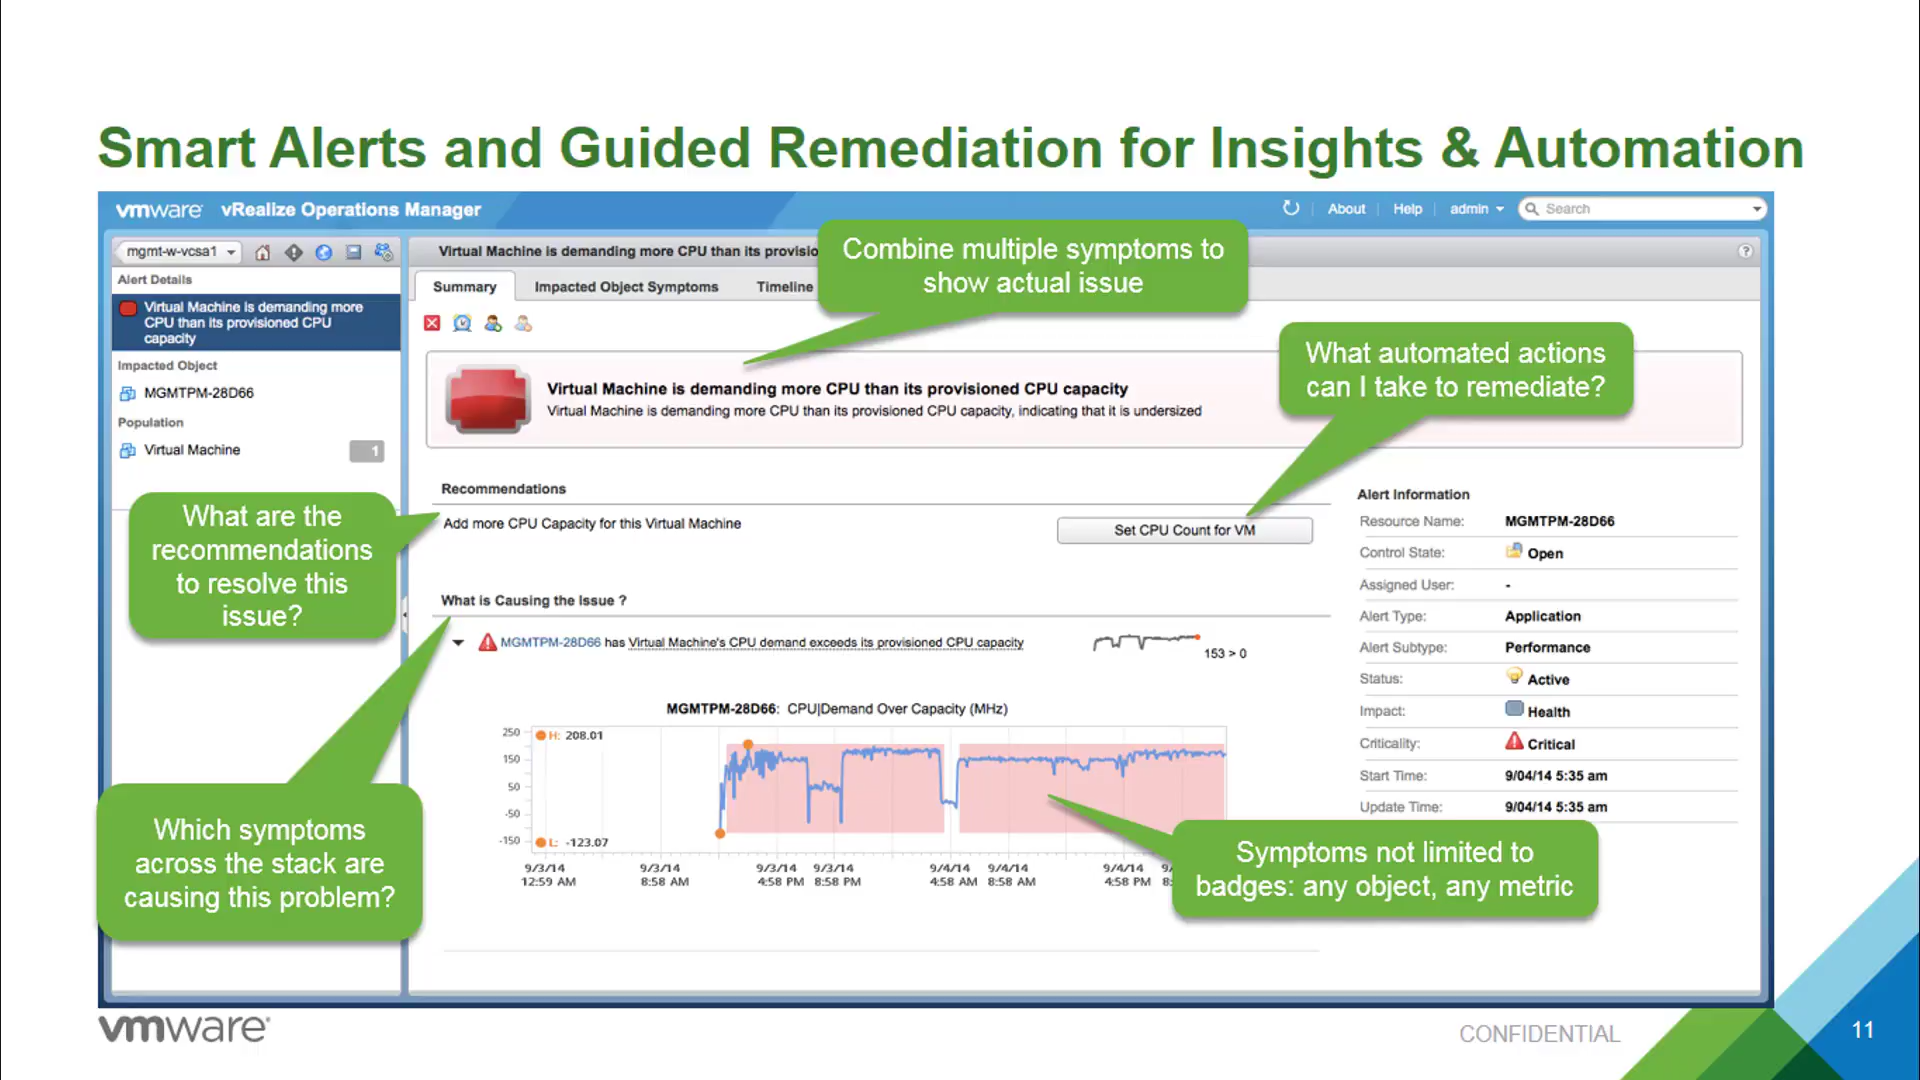 Smart Alerts and Guided Remediation for Insights & Automation
vmware vRealize Operations Manager
About
Help
admin
Search
mgmt-w-vcsa1
Alert Details
Virtual Machine is demanding more
CPU than its provisioned CPU
capacity
Impacted Object
MGMTPM-28D66
Population
Virtual Machine
1
Virtual Machine is demanding more CPU than its
?
Summary
Impacted Object Symptoms
Timeline
Combine multiple symptoms to
show actual issue
What automated actions
can I take to remediate?
Virtual Machine is demanding more CPU than its provisioned CPU capacity
Virtual Machine is demanding more CPU than its provisioned CPU capacity, indicating that it is undersized
What are the
recommendations
to resolve this
issue?
Recommendations
Add more CPU Capacity for this Virtual Machine
Set CPU Count for VM
What is Causing the Issue ?
MGMTPM-28D66 has Virtual Machine's CPU demand exceeds its provisioned CPU capacity
153 > 0
MGMTPM-28D66: CPU|Demand Over Capacity (MHz)
250
150
50
-50
-150
H: 208.01
L: -123.07
9/3/14 9/3/14 9/3/14 9/3/14 9/4/14 9/4/14 9/4/14
12:59 AM 8:58 AM 4:58 PM 8:58 PM 4:58 AM 8:58 AM 4:58 PM
Alert Information
Resource Name: MGMTPM-28D66
Control State: Open
Assigned User: -
Alert Type: Application
Alert Subtype: Performance
Status: Active
Impact: Health
Criticality: Critical
Start Time: 9/04/14 5:35 am
Update Time: 9/04/14 5:35 am
Which symptoms
across the stack are
causing this problem?
Symptoms not limited to
badges: any object, any metric
vmware
CONFIDENTIAL
11